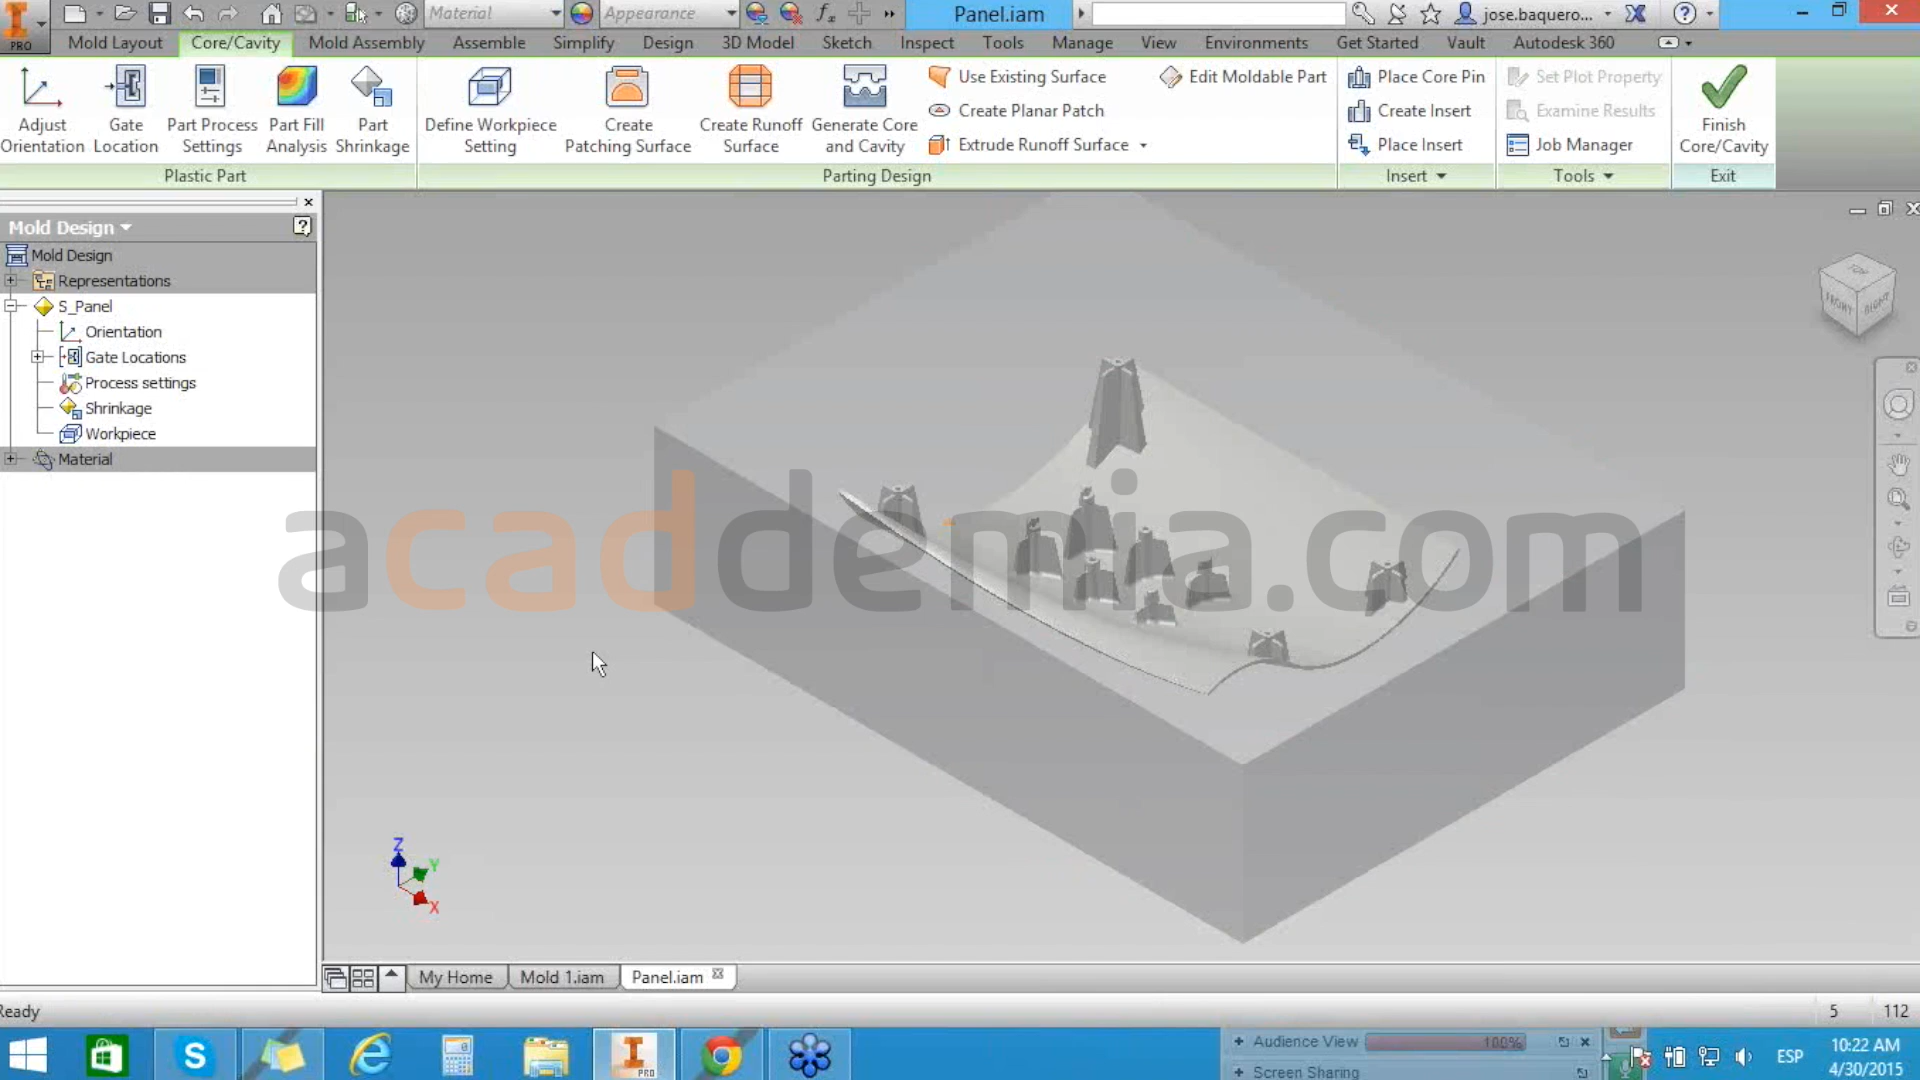 PRO
Material
Appearance
Panel.iam
jose.baquero...
Mold Layout
Core/Cavity
Mold Assembly
Assemble
Simplify
Design
3D Model
Sketch
Inspect
Tools
Manage
View
Environments
Get Started
Vault
Autodesk 360
Adjust
Orientation
Gate
Location
Part Process
Settings
Part Fill
Analysis
Part
Shrinkage
Define Workpiece
Setting
Create
Patching Surface
Create Runoff
Surface
Generate Core
and Cavity
Use Existing Surface
Create Planar Patch
Extrude Runoff Surface
Edit Moldable Part
Place Core Pin
Create Insert
Place Insert
Set Plot Property
Examine Results
Job Manager
Finish
Core/Cavity
Plastic Part
Parting Design
Insert
Tools
Exit
Mold Design
Mold Design
Representations
S_Panel
Orientation
Gate Locations
Process settings
Shrinkage
Workpiece
Material
TOP
FRONT
RIGHT
acaddemia.com
Z
Y
X
My Home
Mold 1.iam
Panel.iam
Ready
5
112
Audience View
100%
Screen Sharing
ESP
10:22 AM
4/30/2015